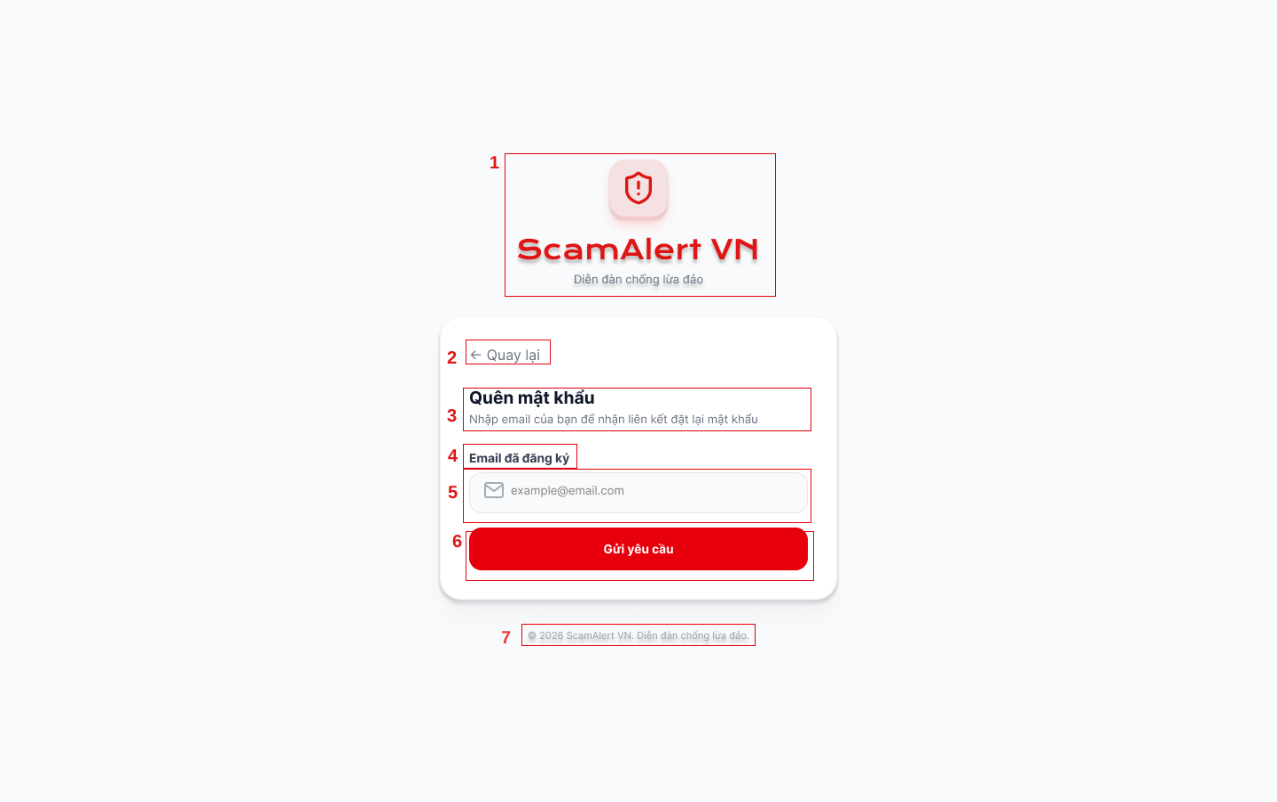 1
ScamAlert VN
Diễn đàn chống lừa đảo
2
← Quay lại
3
Quên mật khẩu
Nhập email của bạn để nhận liên kết đặt lại mật khẩu
4
Email đã đăng ký
5
example@email.com
6
Gửi yêu cầu
7
© 2026 ScamAlert VN. Diễn đàn chống lừa đảo.